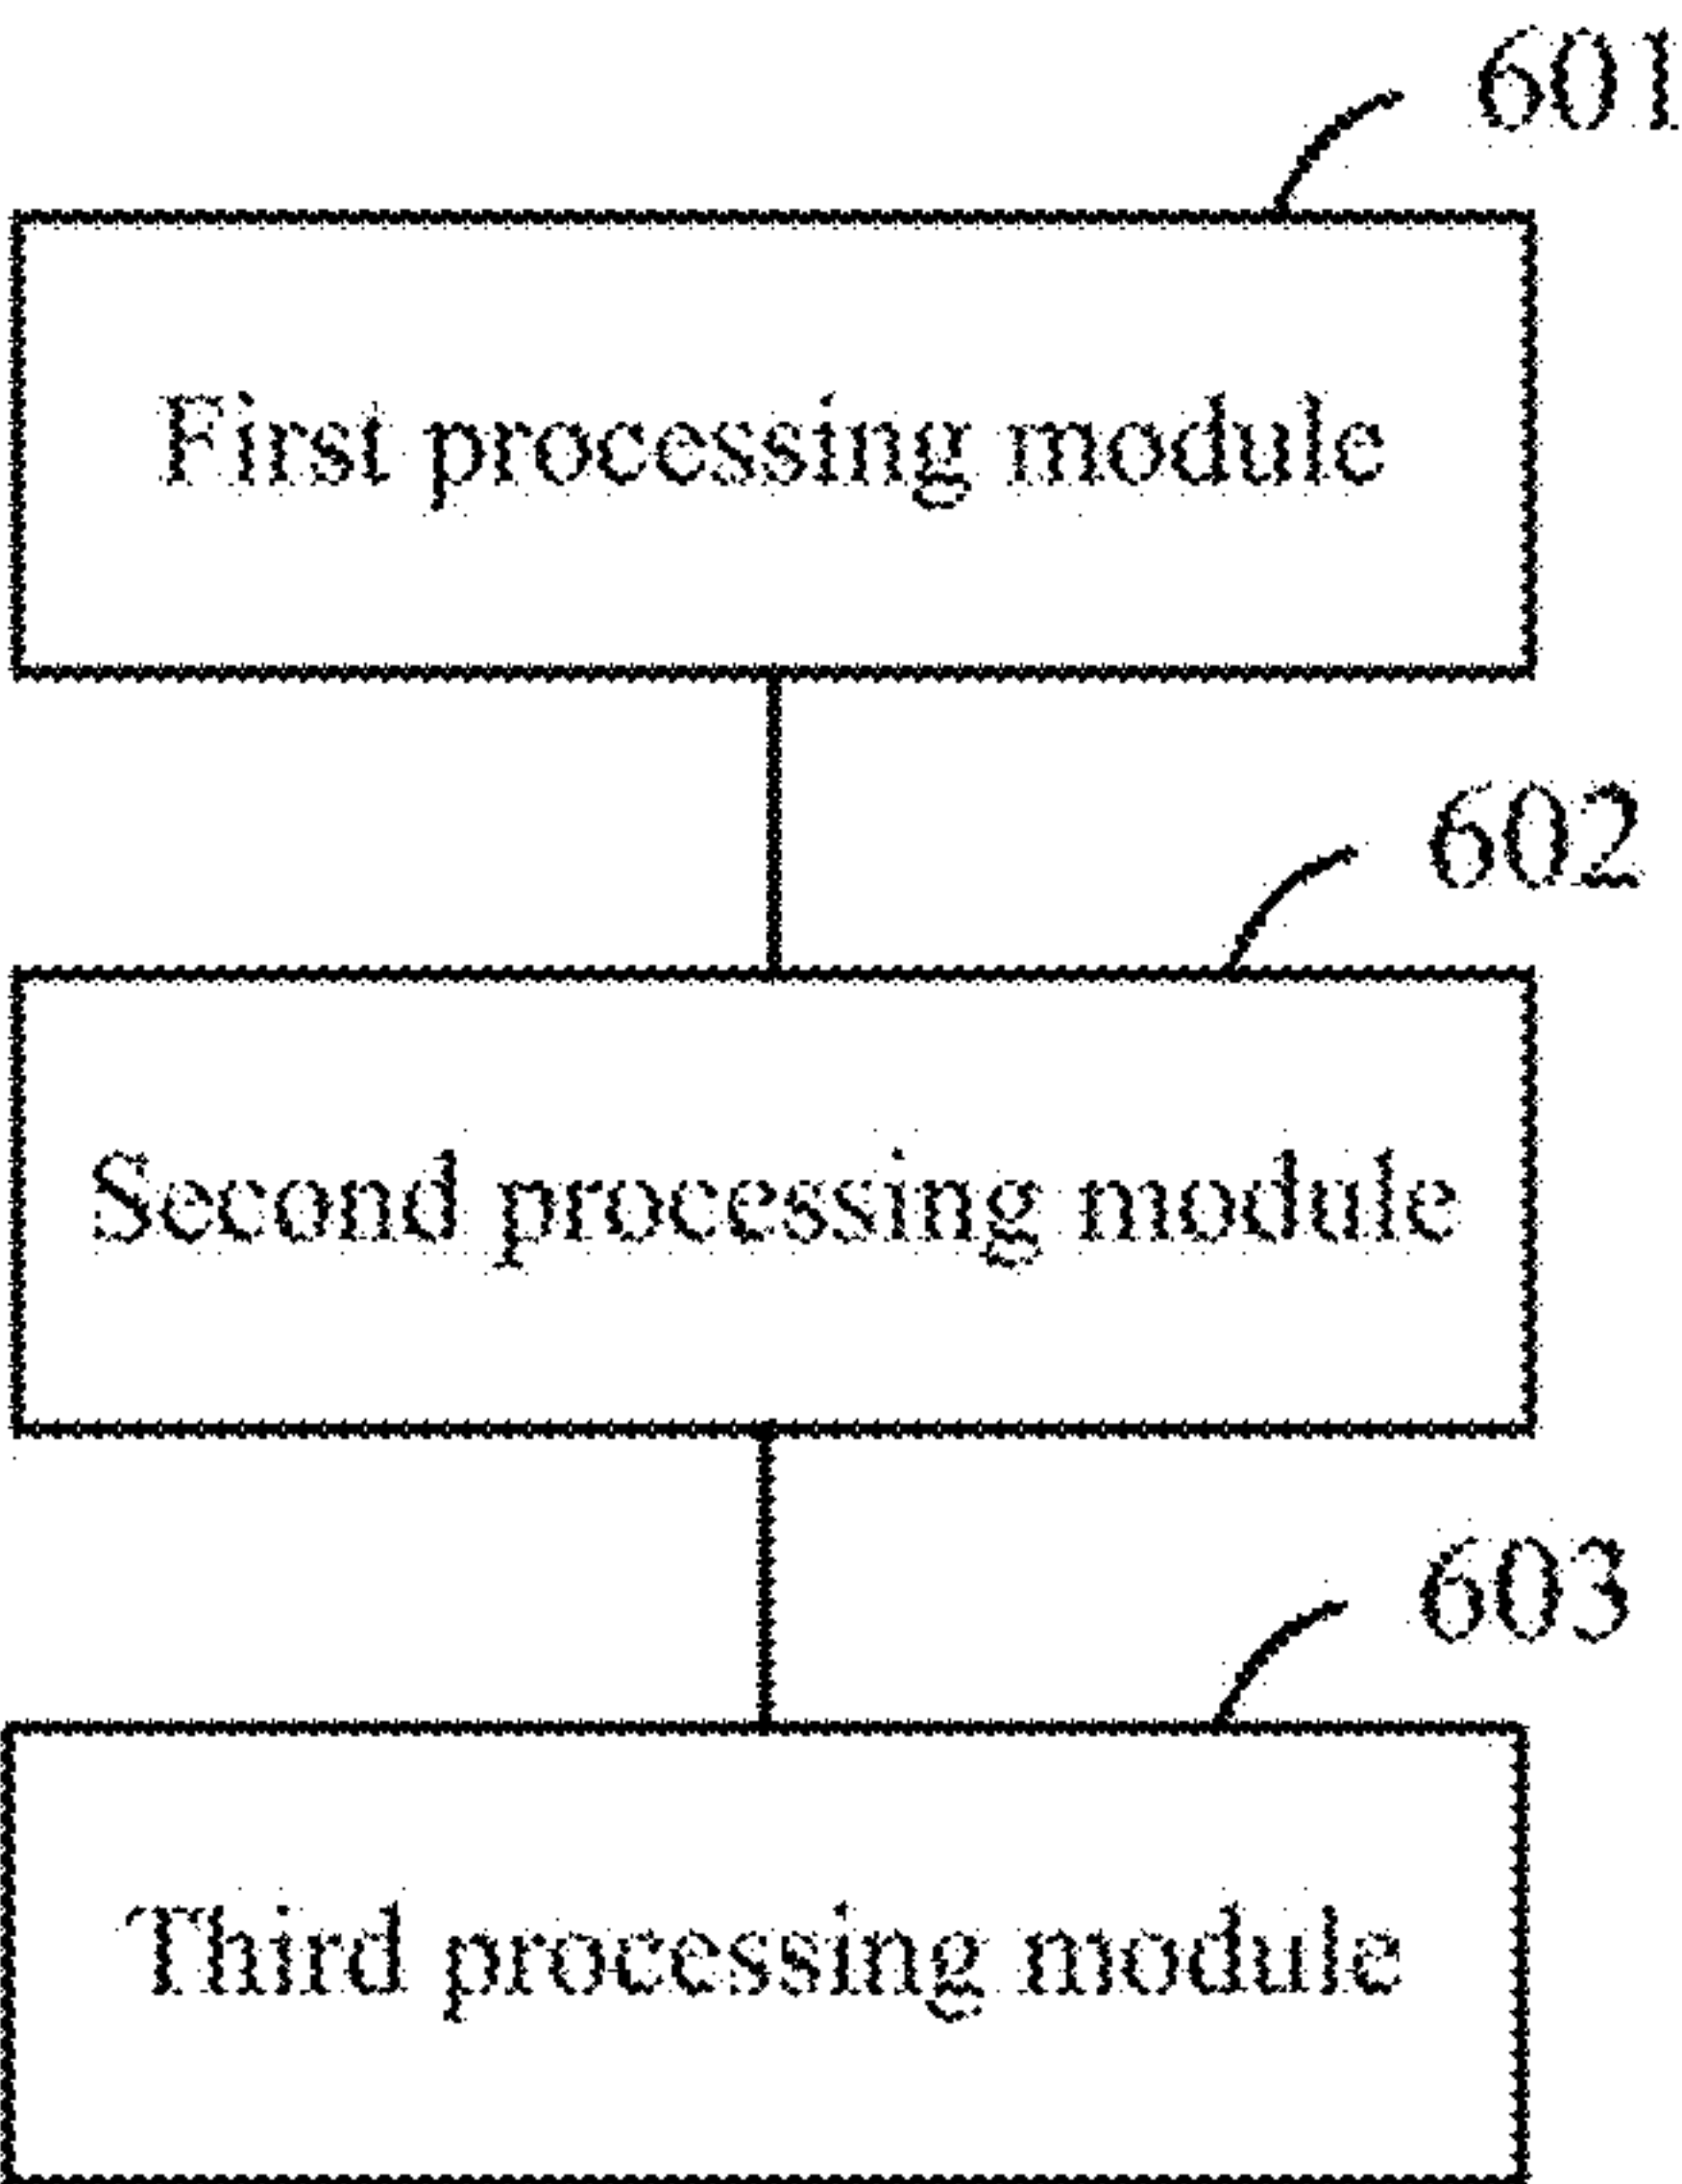 601
First processing module
602
Second processing module
603
Third processing module